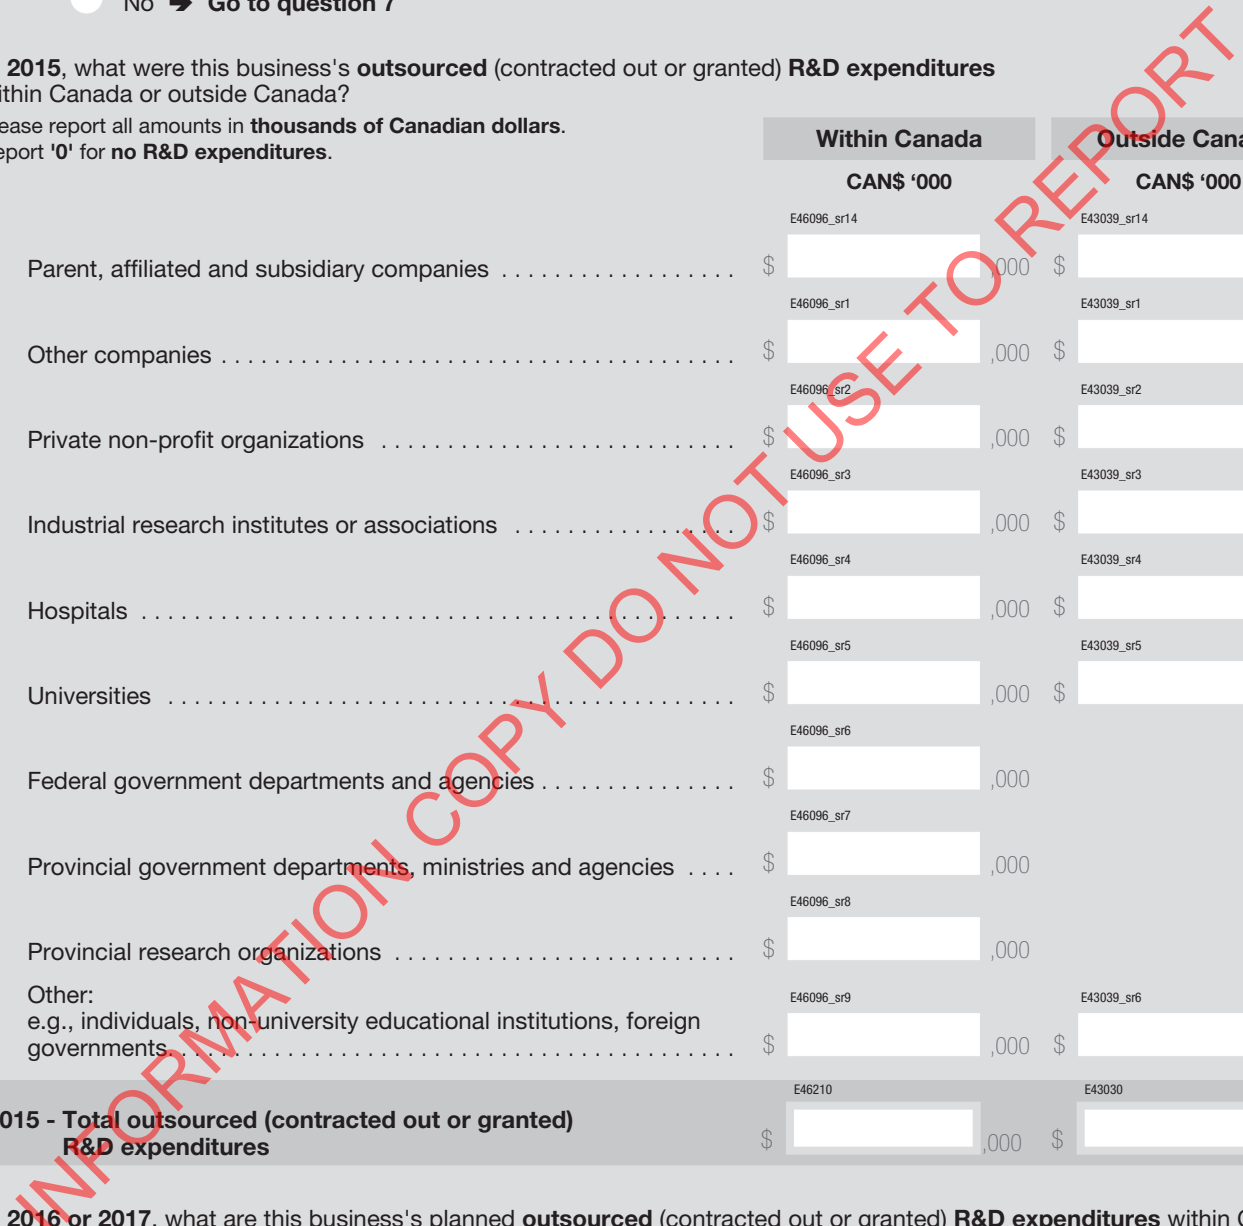 No ➔ Go to question 7
2015, what were this business's outsourced (contracted out or granted) R&D expenditures
ithin Canada or outside Canada?
ease report all amounts in thousands of Canadian dollars.
eport '0' for no R&D expenditures.
Within Canada Outside Cana
CAN$ ‘000 CAN$ ‘000
E46096_sr14 E43039_sr14
Parent, affiliated and subsidiary companies . . . . . . . . . . . . . . . . . . $ ,000 $
E46096_sr1 E43039_sr1
Other companies . . . . . . . . . . . . . . . . . . . . . . . . . . . . . . . . . . . . . . . $ ,000 $
E46096_sr2 E43039_sr2
Private non-profit organizations . . . . . . . . . . . . . . . . . . . . . . . . . . . $ ,000 $
E46096_sr3 E43039_sr3
Industrial research institutes or associations . . . . . . . . . . . . . . . . . $ ,000 $
E46096_sr4 E43039_sr4
Hospitals . . . . . . . . . . . . . . . . . . . . . . . . . . . . . . . . . . . . . . . . . . . . . $ ,000 $
E46096_sr5 E43039_sr5
Universities . . . . . . . . . . . . . . . . . . . . . . . . . . . . . . . . . . . . . . . . . . . $ ,000 $
E46096_sr6
Federal government departments and agencies . . . . . . . . . . . . . . . $ ,000
E46096_sr7
Provincial government departments, ministries and agencies . . . . $ ,000
E46096_sr8
Provincial research organizations . . . . . . . . . . . . . . . . . . . . . . . . . . $ ,000
Other:
E46096_sr9 E43039_sr6
e.g., individuals, non-university educational institutions, foreign
governments. . . . . . . . . . . . . . . . . . . . . . . . . . . . . . . . . . . . . . . . . . . $ ,000 $
E46210 E43030
015 - Total outsourced (contracted out or granted)
R&D expenditures $ ,000 $
2016 or 2017, what are this business's planned outsourced (contracted out or granted) R&D expenditures within C
INFORMATION COPY DO NOT USE TO REPORT